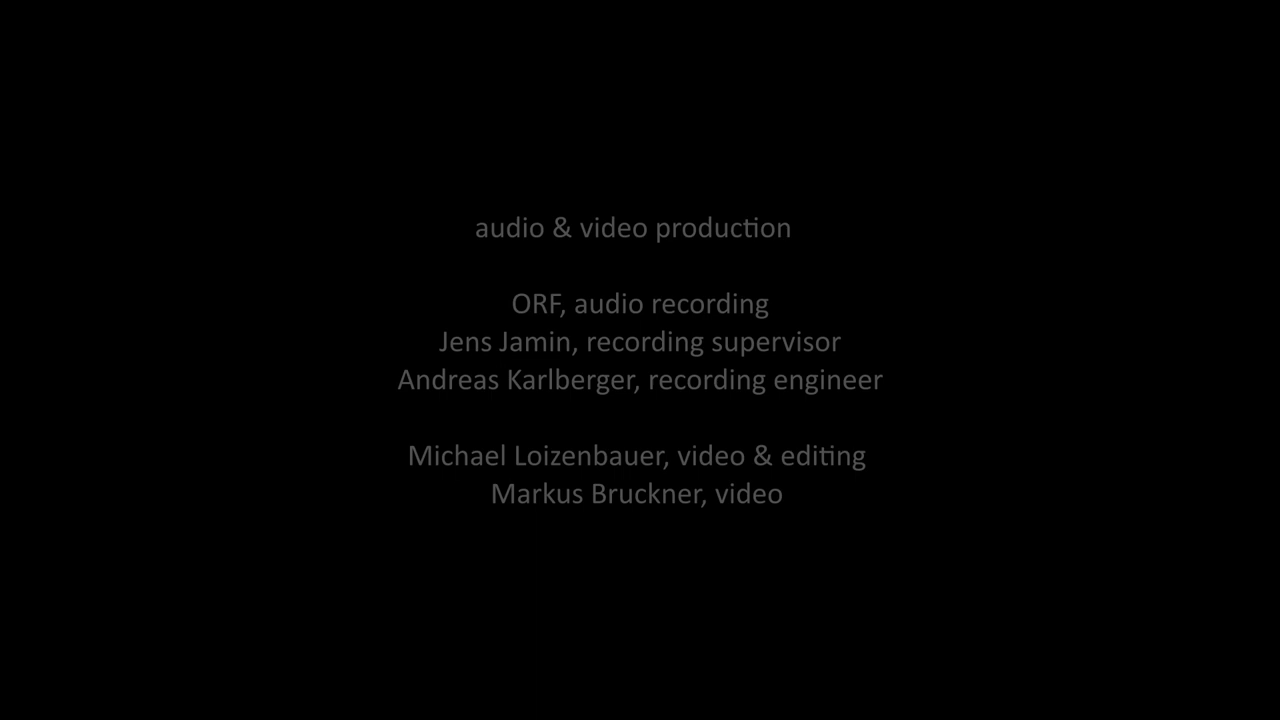 audio & video production
ORF, audio recording
Jens Jamin, recording supervisor
Andreas Karlberger, recording engineer
Michael Loizenbauer, video & editing
Markus Bruckner, video